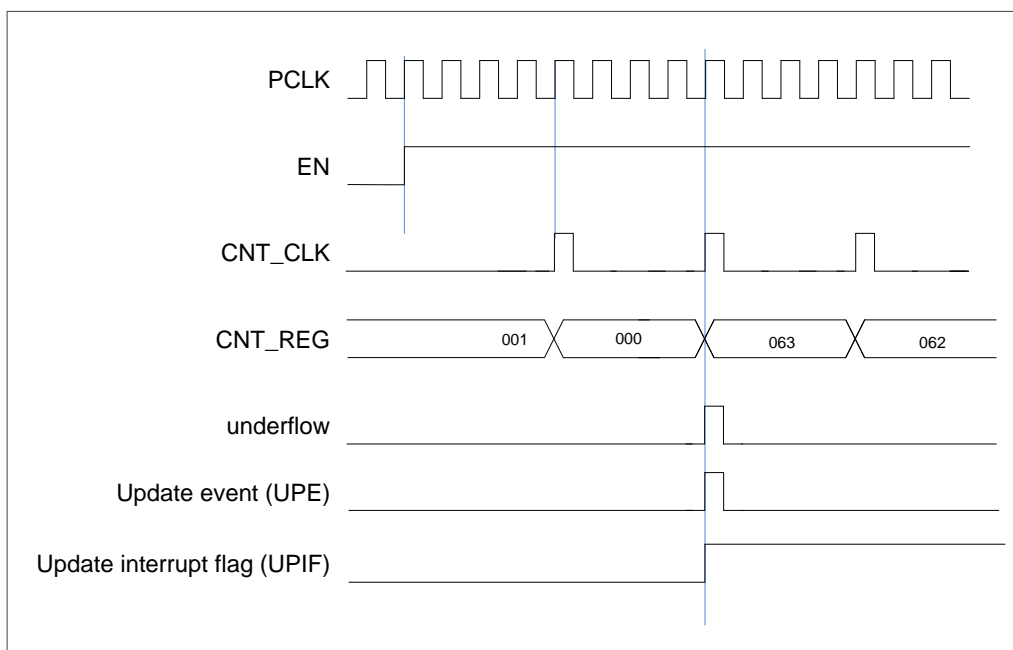 PCLK
EN
CNT_CLK
CNT_REG
001
000
063
062
underflow
Update event (UPE)
Update interrupt flag (UPIF)